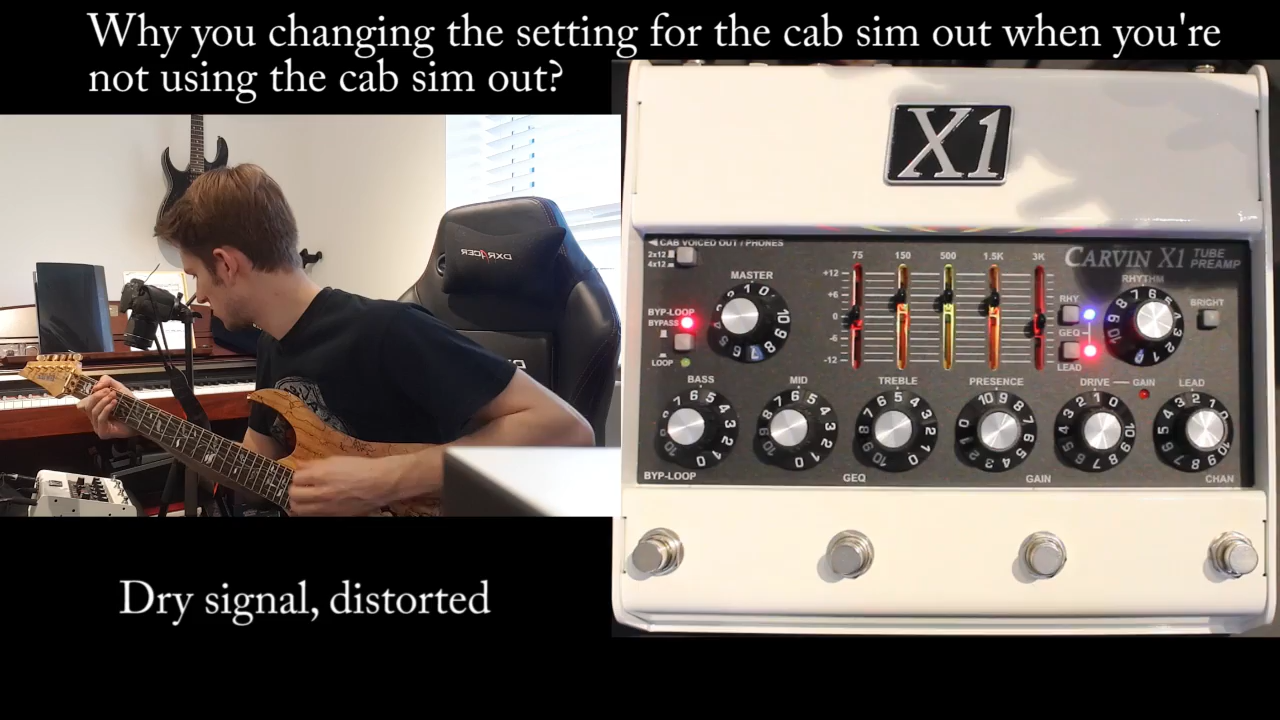 Why you changing the setting for the cab sim out when you're
not using the cab sim out?
X1
CAB VOICED OUT / PHONES
2x12
4x12
MASTER
75 150 500 1.5K 3K
+12
+6
0
-6
-12
CARVIN X1 TUBE
PREAMP
RHYTHM
BYP-LOOP
BYPASS
LOOP
RHY
GEQ
LEAD
BRIGHT
BASS MID TREBLE PRESENCE DRIVE GAIN LEAD
BYP-LOOP GEQ GAIN CHAN
DXRACER
Dry signal, distorted